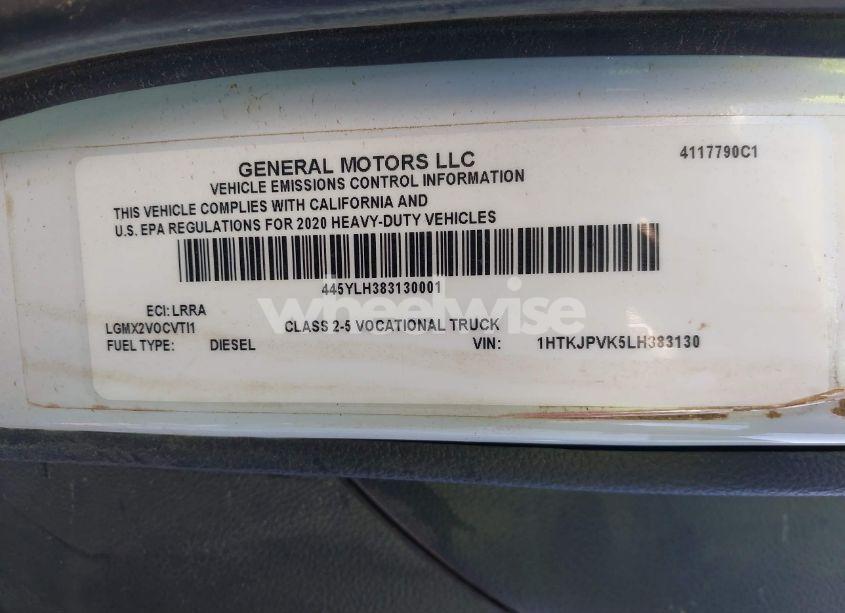 GENERAL MOTORS LLC
4117790C1
VEHICLE EMISSIONS CONTROL INFORMATION
THIS VEHICLE COMPLIES WITH CALIFORNIA AND
U.S. EPA REGULATIONS FOR 2020 HEAVY-DUTY VEHICLES
445YLH383130001
wheelwise
ECI: LRRA
LGMX2VOCVTI1 CLASS 2-5 VOCATIONAL TRUCK
FUEL TYPE: DIESEL VIN: 1HTKJPVK5LH383130